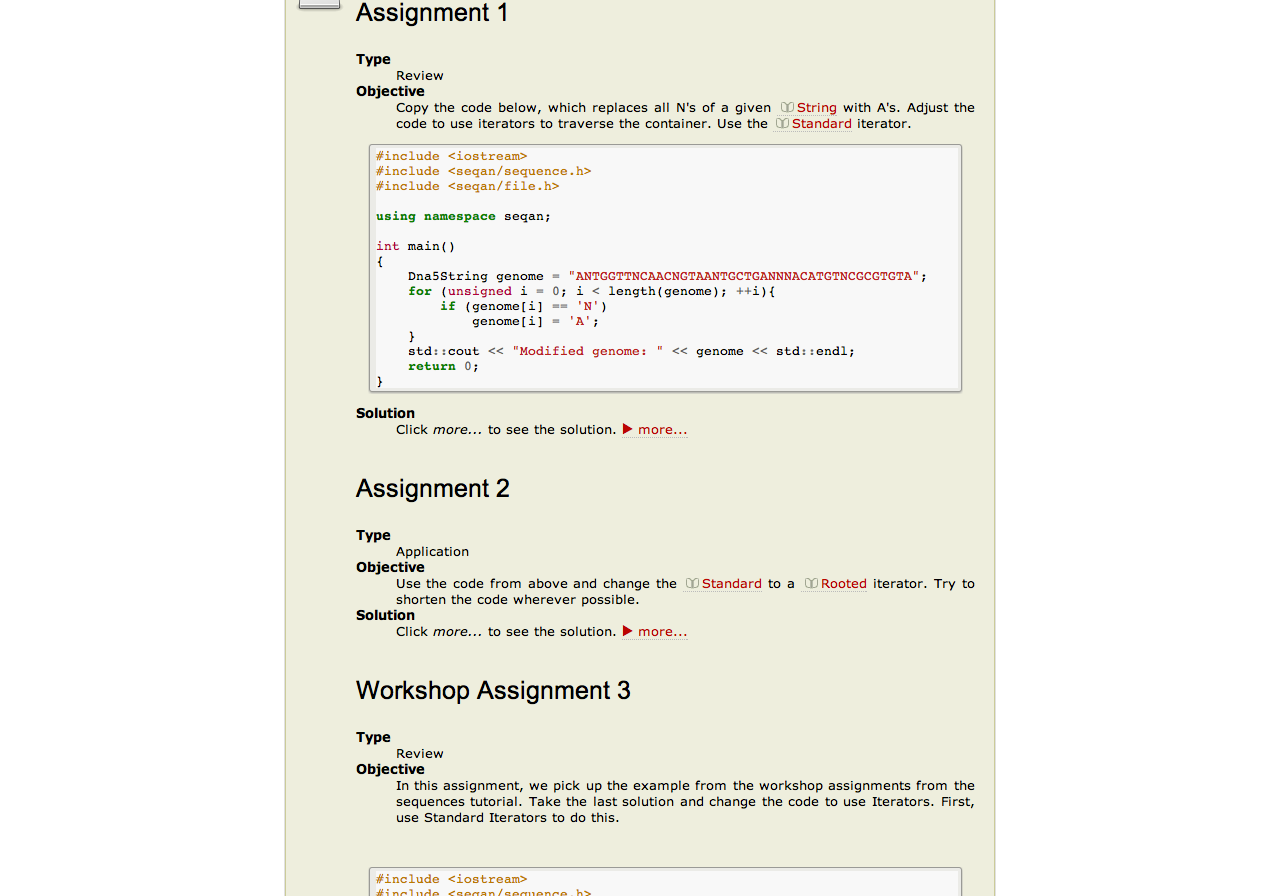 Assignment 1
Type
Review
Objective
Copy the code below, which replaces all N's of a given String with A's. Adjust the
code to use iterators to traverse the container. Use the Standard iterator.
#include <iostream>
#include <seqan/sequence.h>
#include <seqan/file.h>
using namespace seqan;
int main()
{
    Dna5String genome = "ANTGGTTNCAACNGTAANTGCTGANNNACATGTNCGCGTGTA";
    for (unsigned i = 0; i < length(genome); ++i){
        if (genome[i] == 'N')
            genome[i] = 'A';
    }
    std::cout << "Modified genome: " << genome << std::endl;
    return 0;
}
Solution
Click more... to see the solution. ▶ more...
Assignment 2
Type
Application
Objective
Use the code from above and change the Standard to a Rooted iterator. Try to
shorten the code wherever possible.
Solution
Click more... to see the solution. ▶ more...
Workshop Assignment 3
Type
Review
Objective
In this assignment, we pick up the example from the workshop assignments from the
sequences tutorial. Take the last solution and change the code to use Iterators. First,
use Standard Iterators to do this.
#include <iostream>
#include <seqan/sequence.h>